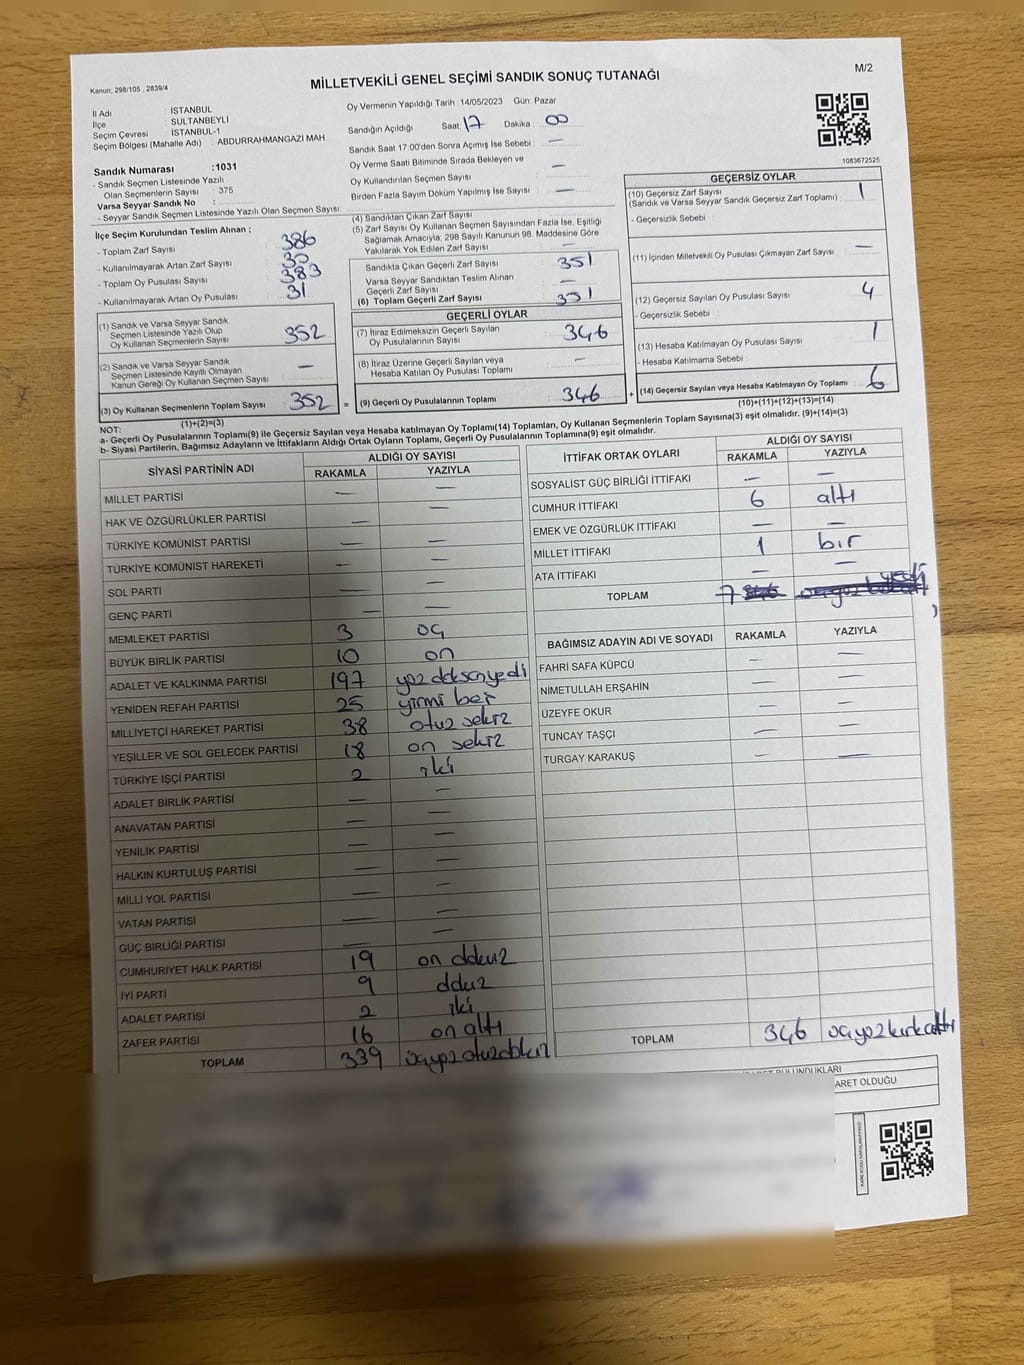 Kanun; 298/105 , 2839/4
MİLLETVEKİLİ GENEL SEÇİMİ SANDIK SONUÇ TUTANAĞI
M/2
İl Adı : İSTANBUL
İlçe : SULTANBEYLİ
Seçim Çevresi : İSTANBUL-1
Seçim Bölgesi (Mahalle Adı) : ABDURRAHMANGAZİ MAH
Sandık Numarası :1031
- Sandık Seçmen Listesinde Yazılı
Olan Seçmenlerin Sayısı : 375
Varsa Seyyar Sandık No :
- Seyyar Sandık Seçmen Listesinde Yazılı Olan Seçmen Sayısı:
Oy Vermenin Yapıldığı Tarih :14/05/2023 Gün: Pazar
Sandığın Açıldığı Saat 17 Dakika : 00
Sandık Saat 17:00'den Sonra Açımış İse Sebebi : —
Oy Verme Saati Bitiminde Sırada Bekleyen ve
Oy Kullandırılan Seçmen Sayısı : —
Birden Fazla Sayım Döküm Yapılmış İse Sayısı : —
1083672525
İlçe Seçim Kurulundan Teslim Alınan ;
- Toplam Zarf Sayısı : 386
- Kullanılmayarak Artan Zarf Sayısı : 35
- Toplam Oy Pusulası Sayısı : 383
- Kullanılmayarak Artan Oy Pusulası : 31
(1) Sandık ve Varsa Seyyar Sandık
Seçmen Listesinde Yazılı Olup
Oy Kullanan Seçmenlerin Sayısı : 352
(2) Sandık ve Varsa Seyyar Sandık
Seçmen Listesinde Kayıtlı Olmayan
Kanun Gereği Oy Kullanan Seçmen Sayısı : —
(3) Oy Kullanan Seçmenlerin Toplam Sayısı : 352
(1)+(2)=(3)
(4) Sandıktan Çıkan Zarf Sayısı
(5) Zarf Sayısı Oy Kullanan Seçmen Sayısından Fazla İse, Eşitliği
Sağlamak Amacıyla, 298 Sayılı Kanunun 98. Maddesine Göre
Yakılarak Yok Edilen Zarf Sayısı : —
Sandıkta Çıkan Geçerli Zarf Sayısı : 351
Varsa Seyyar Sandıktan Teslim Alınan
Geçerli Zarf Sayısı : —
(6) Toplam Geçerli Zarf Sayısı : 351
GEÇERLİ OYLAR
(7) İtiraz Edilmeksizin Geçerli Sayılan
Oy Pusulalarının Sayısı : 346
(8) İtiraz Üzerine Geçerli Sayılan veya
Hesaba Katılan Oy Pusulası Toplamı : —
= (9) Geçerli Oy Pusulalarının Toplamı : 346
GEÇERSİZ OYLAR
(10) Geçersiz Zarf Sayısı
(Sandık ve Varsa Seyyar Sandık Geçersiz Zarf Toplamı) : 1
- Geçersizlik Sebebi :
(11) İçinden Milletvekili Oy Pusulası Çıkmayan Zarf Sayısı : —
(12) Geçersiz Sayılan Oy Pusulası Sayısı : 4
- Geçersizlik Sebebi :
(13) Hesaba Katılmayan Oy Pusulası Sayısı : 1
- Hesaba Katılmama Sebebi :
+ (14) Geçersiz Sayılan veya Hesaba Katılmayan Oy Toplamı : 6
(10)+(11)+(12)+(13)=(14)
NOT:
a- Geçerli Oy Pusulalarının Toplamı(9) ile Geçersiz Sayılan veya Hesaba Katılmayan Oy Toplamı(14) Toplamları, Oy Kullanan Seçmenlerin Toplam Sayısına(3) eşit olmalıdır. (9)+(14)=(3)
b- Siyasi Partilerin, Bağımsız Adayların ve İttifakların Aldığı Ortak Oyların Toplamı, Geçerli Oy Pusulalarının Toplamına(9) eşit olmalıdır.
SİYASİ PARTİNİN ADI ALDIĞI OY SAYISI
RAKAMLA YAZIYLA
MİLLET PARTİSİ — —
HAK VE ÖZGÜRLÜKLER PARTİSİ — —
TÜRKİYE KOMÜNİST PARTİSİ — —
TÜRKİYE KOMÜNİST HAREKETİ — —
SOL PARTİ — —
GENÇ PARTİ — —
MEMLEKET PARTİSİ 3 üç
BÜYÜK BİRLİK PARTİSİ 10 on
ADALET VE KALKINMA PARTİSİ 197 yüz doksan yedi
YENİDEN REFAH PARTİSİ 25 yirmi beş
MİLLİYETÇİ HAREKET PARTİSİ 38 otuz sekiz
YEŞİLLER VE SOL GELECEK PARTİSİ 18 on sekiz
TÜRKİYE İŞÇİ PARTİSİ 2 iki
ADALET BİRLİK PARTİSİ — —
ANAVATAN PARTİSİ — —
YENİLİK PARTİSİ — —
HALKIN KURTULUŞ PARTİSİ — —
MİLLİ YOL PARTİSİ — —
VATAN PARTİSİ — —
GÜÇ BİRLİĞİ PARTİSİ — —
CUMHURİYET HALK PARTİSİ 19 on dokuz
İYİ PARTİ 9 dokuz
ADALET PARTİSİ 2 iki
ZAFER PARTİSİ 16 on altı
TOPLAM 339 üçyüz otuz dokuz
İTTİFAK ORTAK OYLARI ALDIĞI OY SAYISI
RAKAMLA YAZIYLA
SOSYALİST GÜÇ BİRLİĞİ İTTİFAKI — —
CUMHUR İTTİFAKI 6 altı
EMEK VE ÖZGÜRLÜK İTTİFAKI — —
MİLLET İTTİFAKI 1 bir
ATA İTTİFAKI — —
TOPLAM 7 yedi
BAĞIMSIZ ADAYIN ADI VE SOYADI RAKAMLA YAZIYLA
FAHRİ SAFA KÜPCÜ — —
NİMETULLAH ERŞAHİN — —
ÜZEYFE OKUR — —
TUNCAY TAŞÇI — —
TURGAY KARAKUŞ — —
TOPLAM 346 üçyüz kırk altı
BULUNDUKLARI
ARET OLDUĞU